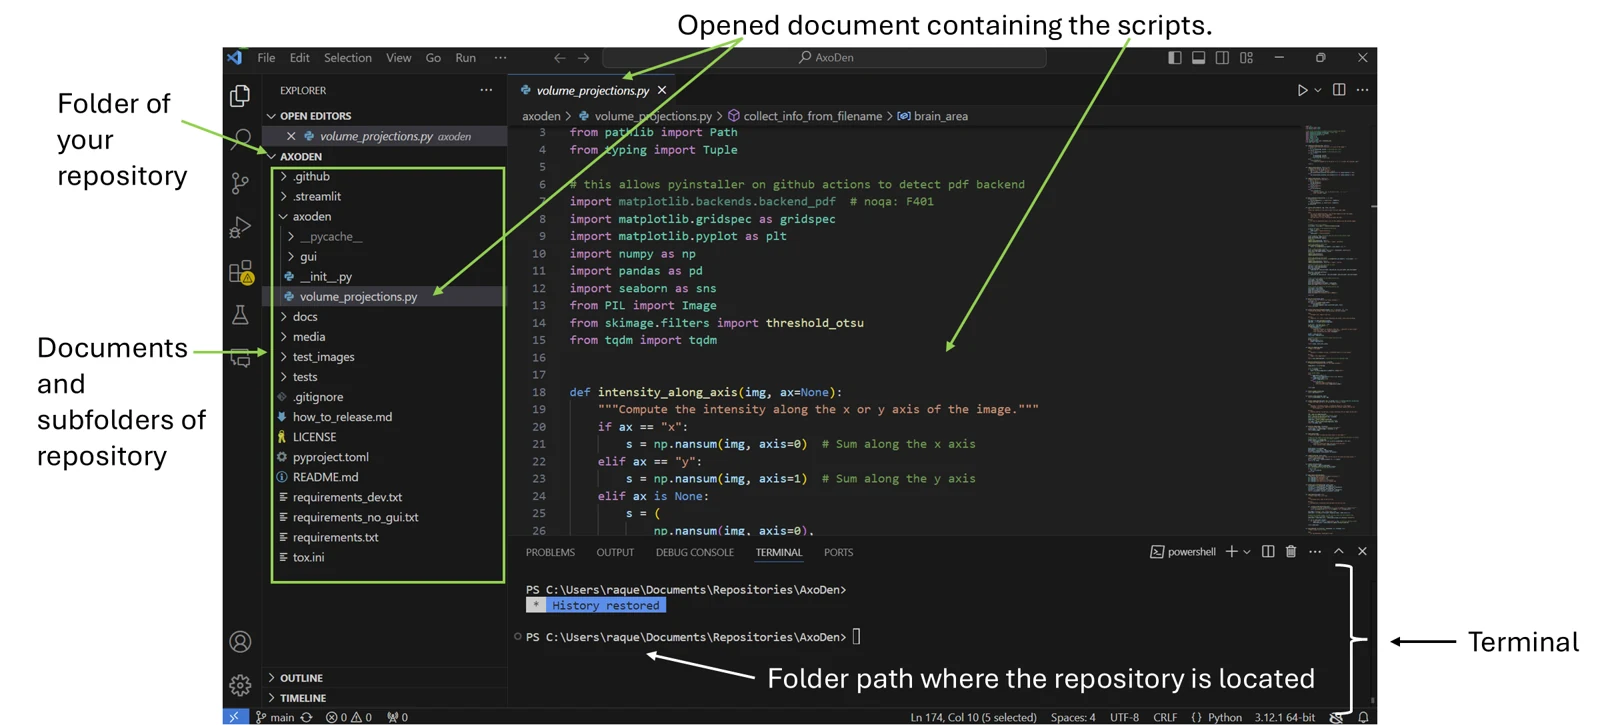 Opened document containing the scripts.
File Edit Selection View Go Run ···
AxoDen
Folder of
your
repository
Documents
and
subfolders of
repository
EXPLORER
OPEN EDITORS
volume_projections.py axoden
AXODEN
.github
.streamlit
axoden
__pycache__
gui
__init__.py
volume_projections.py
docs
media
test_images
tests
.gitignore
how_to_release.md
LICENSE
pyproject.toml
README.md
requirements_dev.txt
requirements_no_gui.txt
requirements.txt
tox.ini
OUTLINE
TIMELINE
volume_projections.py
axoden > volume_projections.py > collect_info_from_filename > brain_area
3 from pathlib import Path
4 from typing import Tuple
5
6 # this allows pyinstaller on github actions to detect pdf backend
7 import matplotlib.backends.backend_pdf # noqa: F401
8 import matplotlib.gridspec as gridspec
9 import matplotlib.pyplot as plt
10 import numpy as np
11 import pandas as pd
12 import seaborn as sns
13 from PIL import Image
14 from skimage.filters import threshold_otsu
15 from tqdm import tqdm
16
17
18 def intensity_along_axis(img, ax=None):
19 """Compute the intensity along the x or y axis of the image."""
20 if ax == "x":
21 s = np.nansum(img, axis=0) # Sum along the x axis
22 elif ax == "y":
23 s = np.nansum(img, axis=1) # Sum along the y axis
24 elif ax is None:
25 s = (
26 np.nansum(img, axis=0),
PROBLEMS OUTPUT DEBUG CONSOLE TERMINAL PORTS
powershell
PS C:\Users\raque\Documents\Repositories\AxoDen>
* History restored
PS C:\Users\raque\Documents\Repositories\AxoDen>
Folder path where the repository is located
Terminal
main 0 0 0
Ln 174, Col 10 (5 selected) Spaces: 4 UTF-8 CRLF {} Python 3.12.1 64-bit